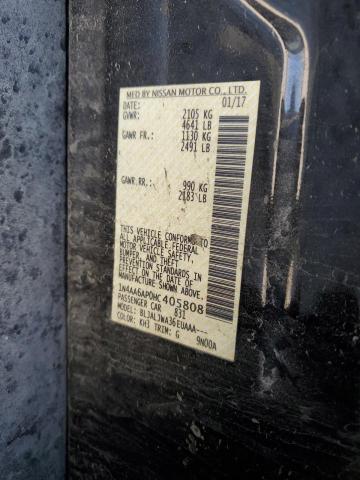 MFD BY NISSAN MOTOR CO., LTD.
DATE: 01/17
GVWR: 2105 KG
4641 LB
GAWR FR.: 1130 KG
2491 LB
GAWR.RR.: 990 KG
2183 LB
THIS VEHICLE CONFORMS TO
ALL APPLICABLE FEDERAL
MOTOR VEHICLE SAFETY,
BUMPER, AND THEFT
PREVENTION STANDARDS
IN EFFECT ON THE DATE OF
MANUFACTURE SHOWN ABOVE.
1N4AA6AP0HC405808
PASSENGER CAR 831
MODEL: BLJALJWA36EUAAA---
COLOR: KH3 TRIM: G 9N00A